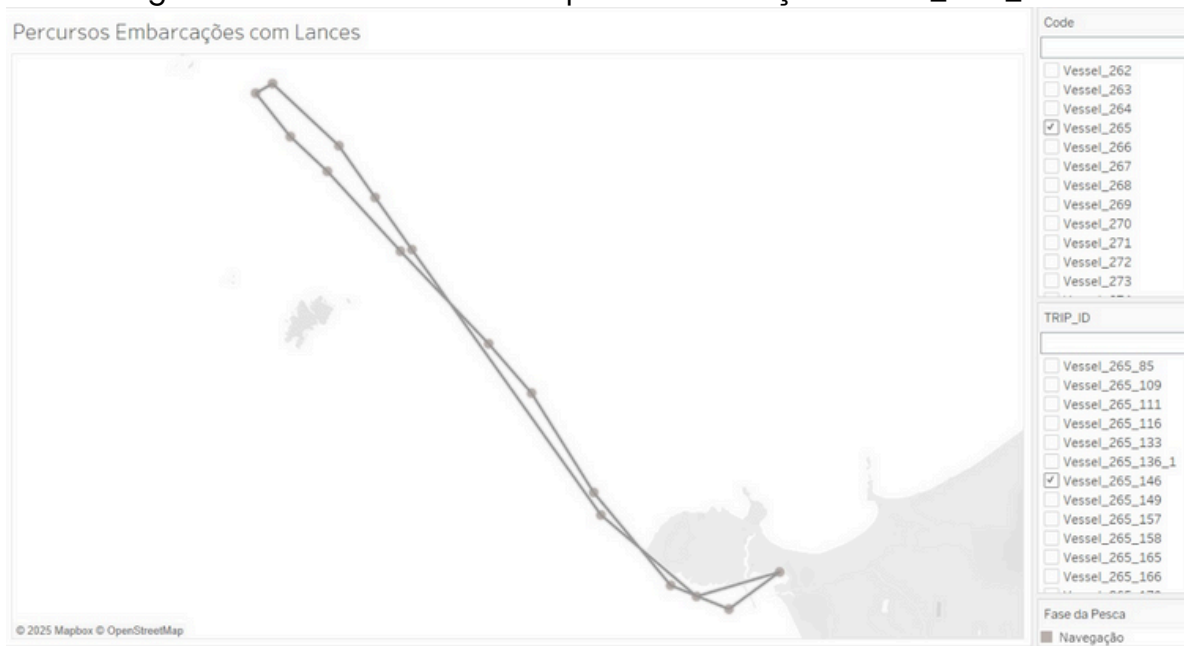 Percursos Embarcações com Lances
© 2025 Mapbox © OpenStreetMap
Code
Vessel_262
Vessel_263
Vessel_264
Vessel_265
Vessel_266
Vessel_267
Vessel_268
Vessel_269
Vessel_270
Vessel_271
Vessel_272
Vessel_273
TRIP_ID
Vessel_265_85
Vessel_265_109
Vessel_265_111
Vessel_265_116
Vessel_265_133
Vessel_265_136_1
Vessel_265_146
Vessel_265_149
Vessel_265_157
Vessel_265_158
Vessel_265_165
Vessel_265_166
Fase da Pesca
Navegação